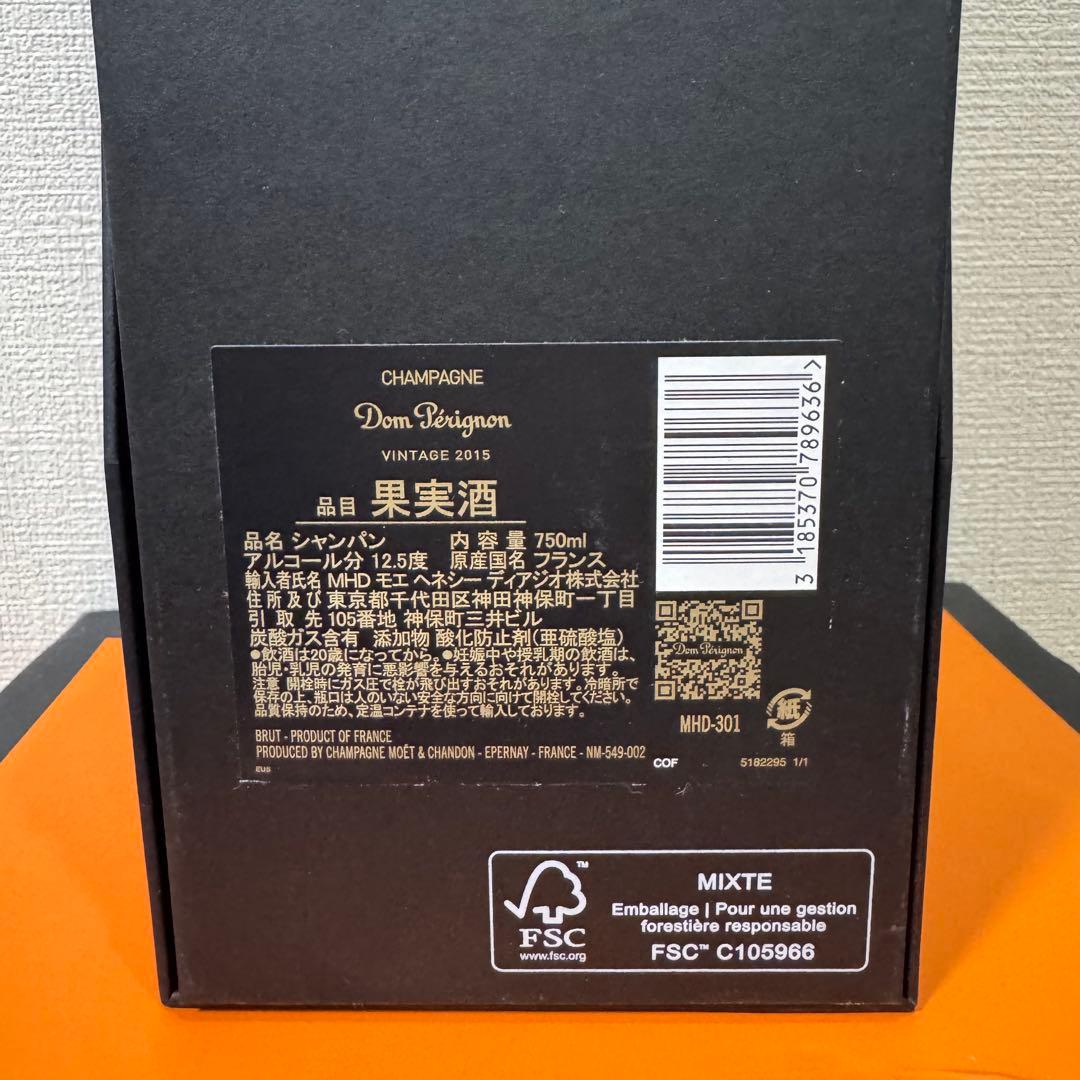 CHAMPAGNE
Dom Pérignon
VINTAGE 2015
品目 果実酒
品名 シャンパン 内容量 750ml
アルコール分 12.5度 原産国名 フランス
輸入者氏名 MHD モエ ヘネシー ディアジオ株式会社
住所及び 東京都千代田区神田神保町一丁目
引取先 105番地 神保町三井ビル
炭酸ガス含有 添加物 酸化防止剤(亜硫酸塩)
●飲酒は20歳になってから。●妊娠中や授乳期の飲酒は、
胎児・乳児の発育に悪影響を与えるおそれがあります。
注意 開栓時にガス圧で栓が飛び出すおそれがあります。冷暗所で
保存の上、瓶口は人のいない安全な方向に向けて開栓してください。
品質保持のため、定温コンテナを使って輸入しております。
BRUT - PRODUCT OF FRANCE
PRODUCED BY CHAMPAGNE MOËT & CHANDON - EPERNAY - FRANCE - NM-549-002
EUS
3 185370 789636 >
Dom Pérignon
MHD-301
紙
箱
COF
5182295 1/1
FSC™
www.fsc.org
MIXTE
Emballage | Pour une gestion
forestière responsable
FSC™ C105966